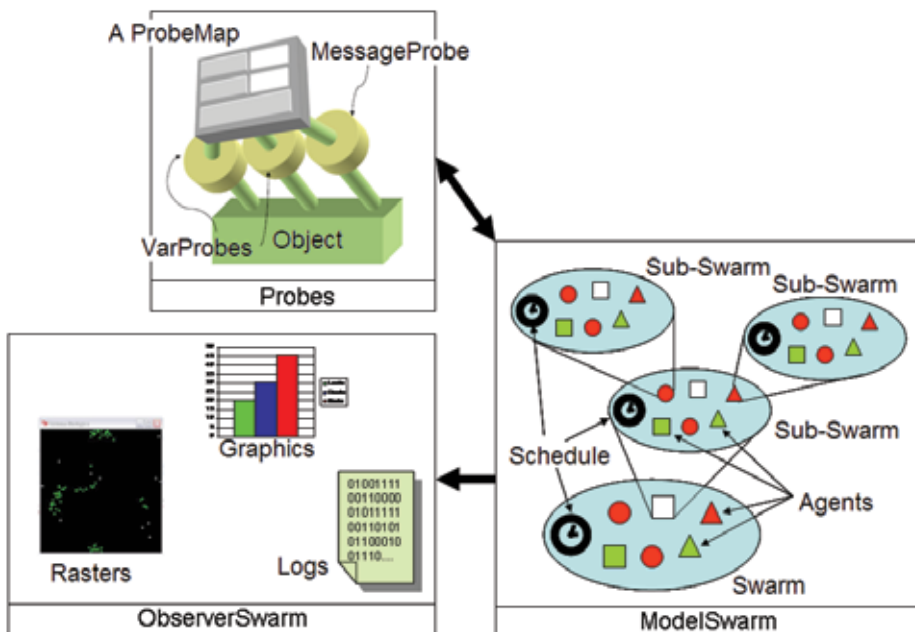 A ProbeMap
MessageProbe
VarProbes
Object
Probes
Graphics
Rasters
Logs
01001111
00110000
01011111
00110101
01100010
01110....
ObserverSwarm
Sub-Swarm
Sub-Swarm
Sub-Swarm
Schedule
Agents
Swarm
ModelSwarm